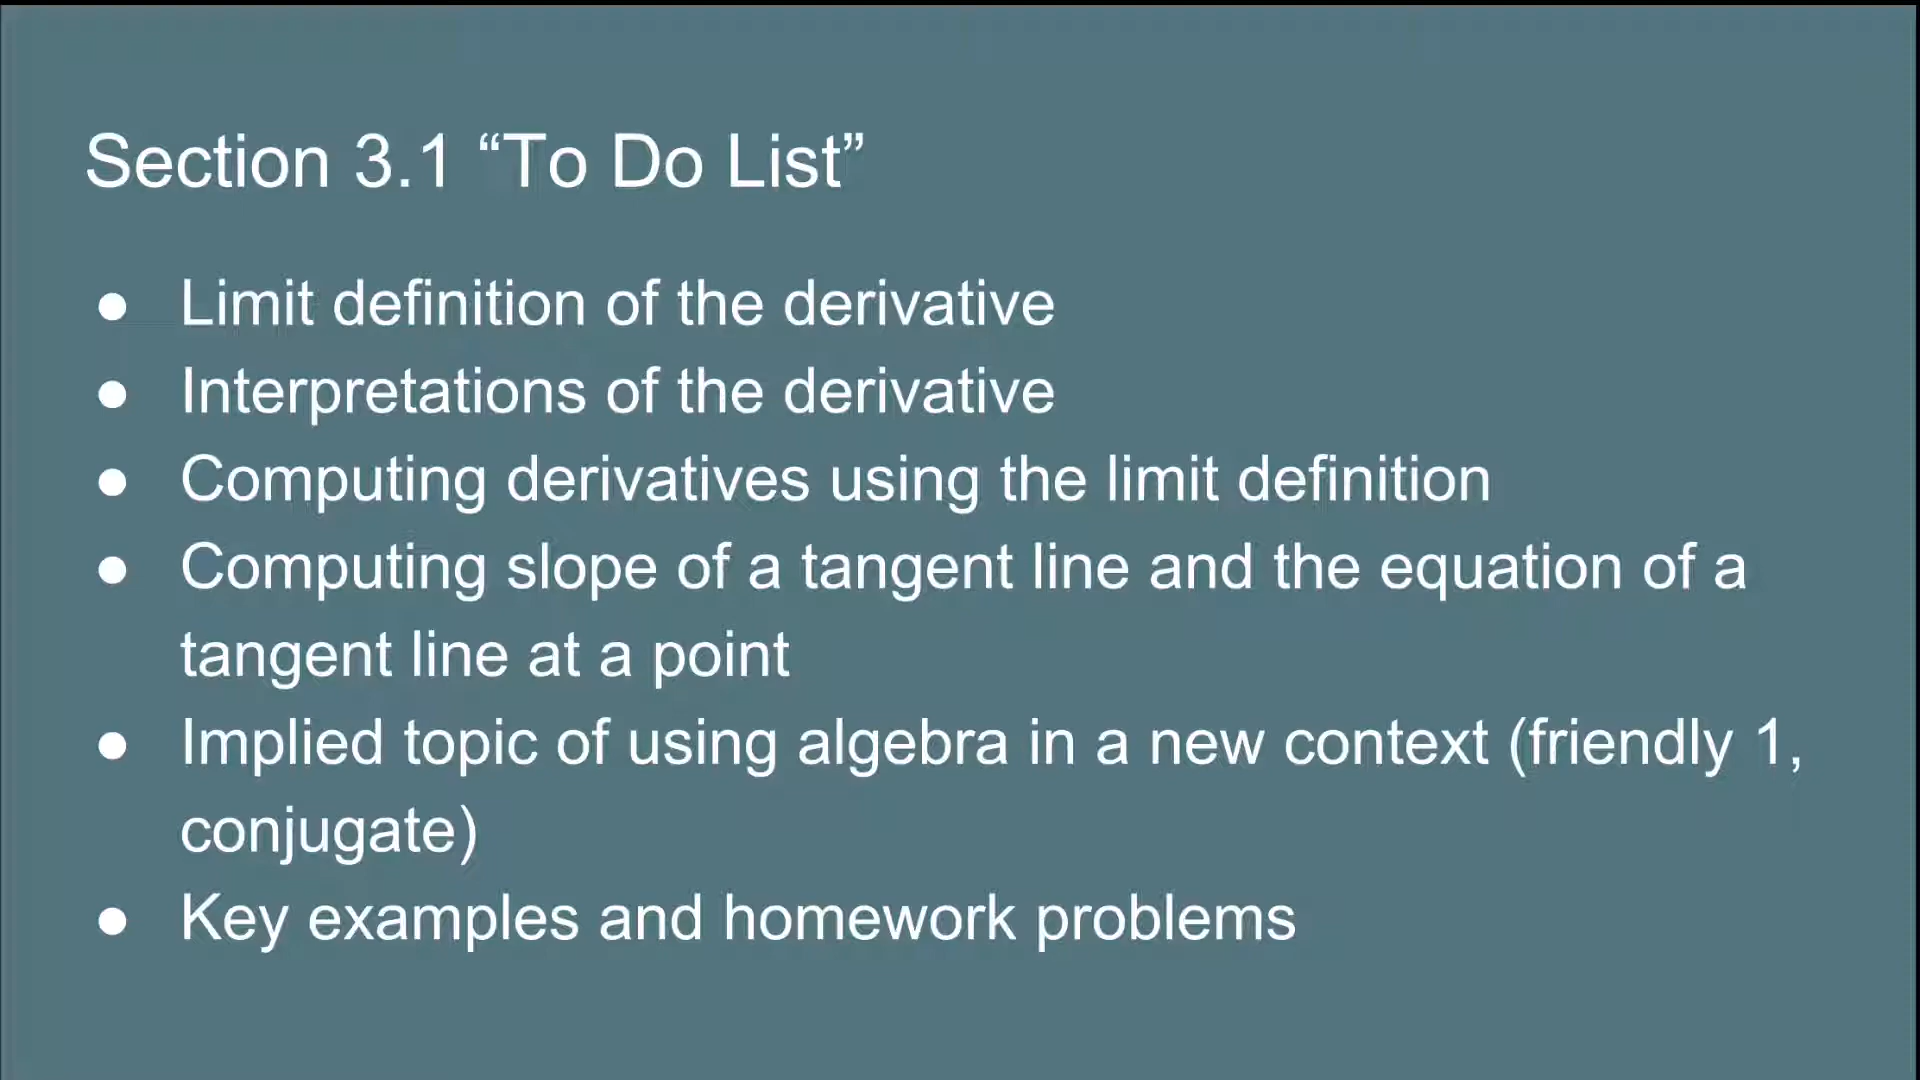 Section 3.1 “To Do List”
● Limit definition of the derivative
● Interpretations of the derivative
● Computing derivatives using the limit definition
● Computing slope of a tangent line and the equation of a
tangent line at a point
● Implied topic of using algebra in a new context (friendly 1,
conjugate)
● Key examples and homework problems